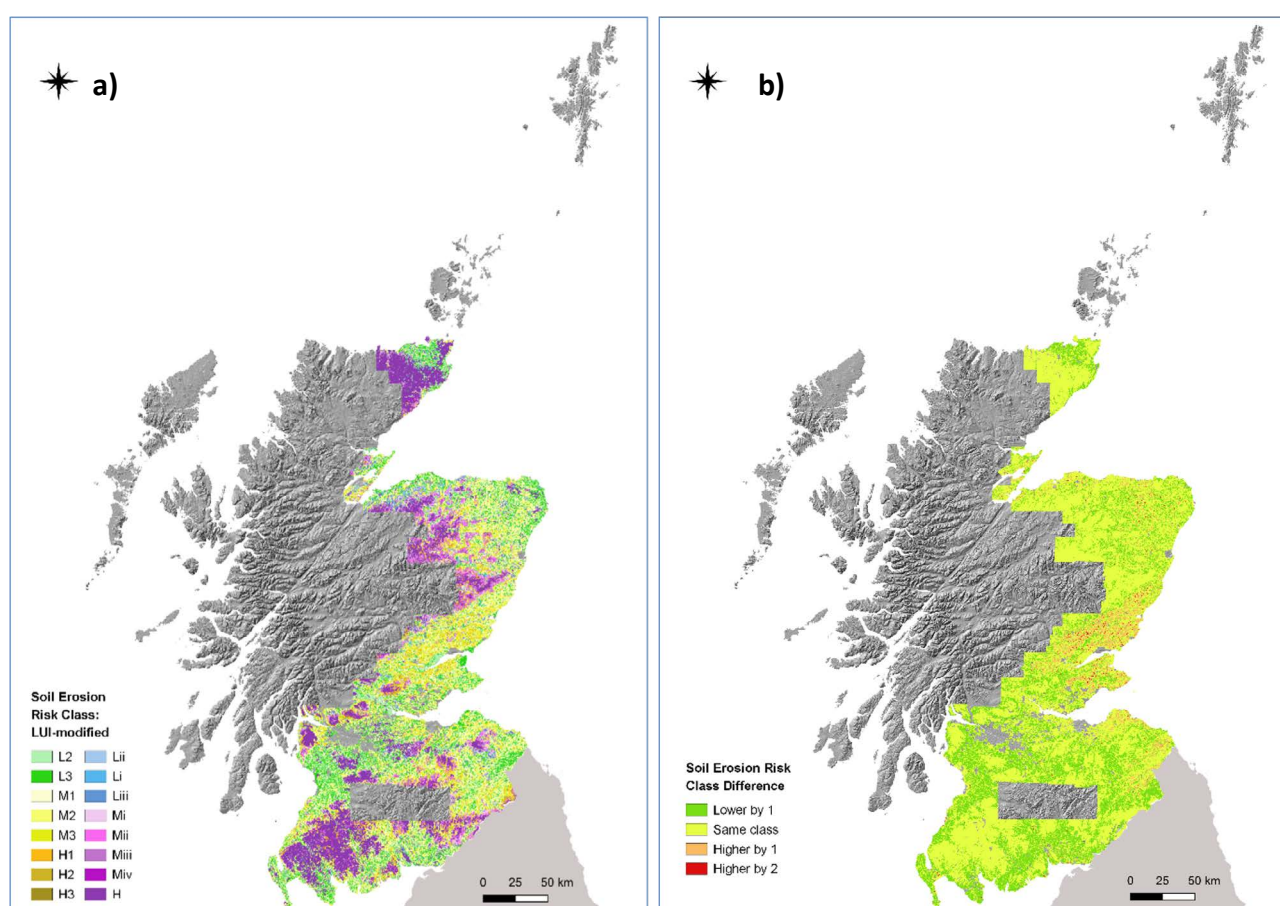 a)
Soil Erosion
Risk Class:
LUI-modified
L2 Lii
L3 Li
M1 Liii
M2 Mi
M3 Mii
H1 Miii
H2 Miv
H3 H
0 25 50 km
b)
Soil Erosion Risk
Class Difference
Lower by 1
Same class
Higher by 1
Higher by 2
0 25 50 km